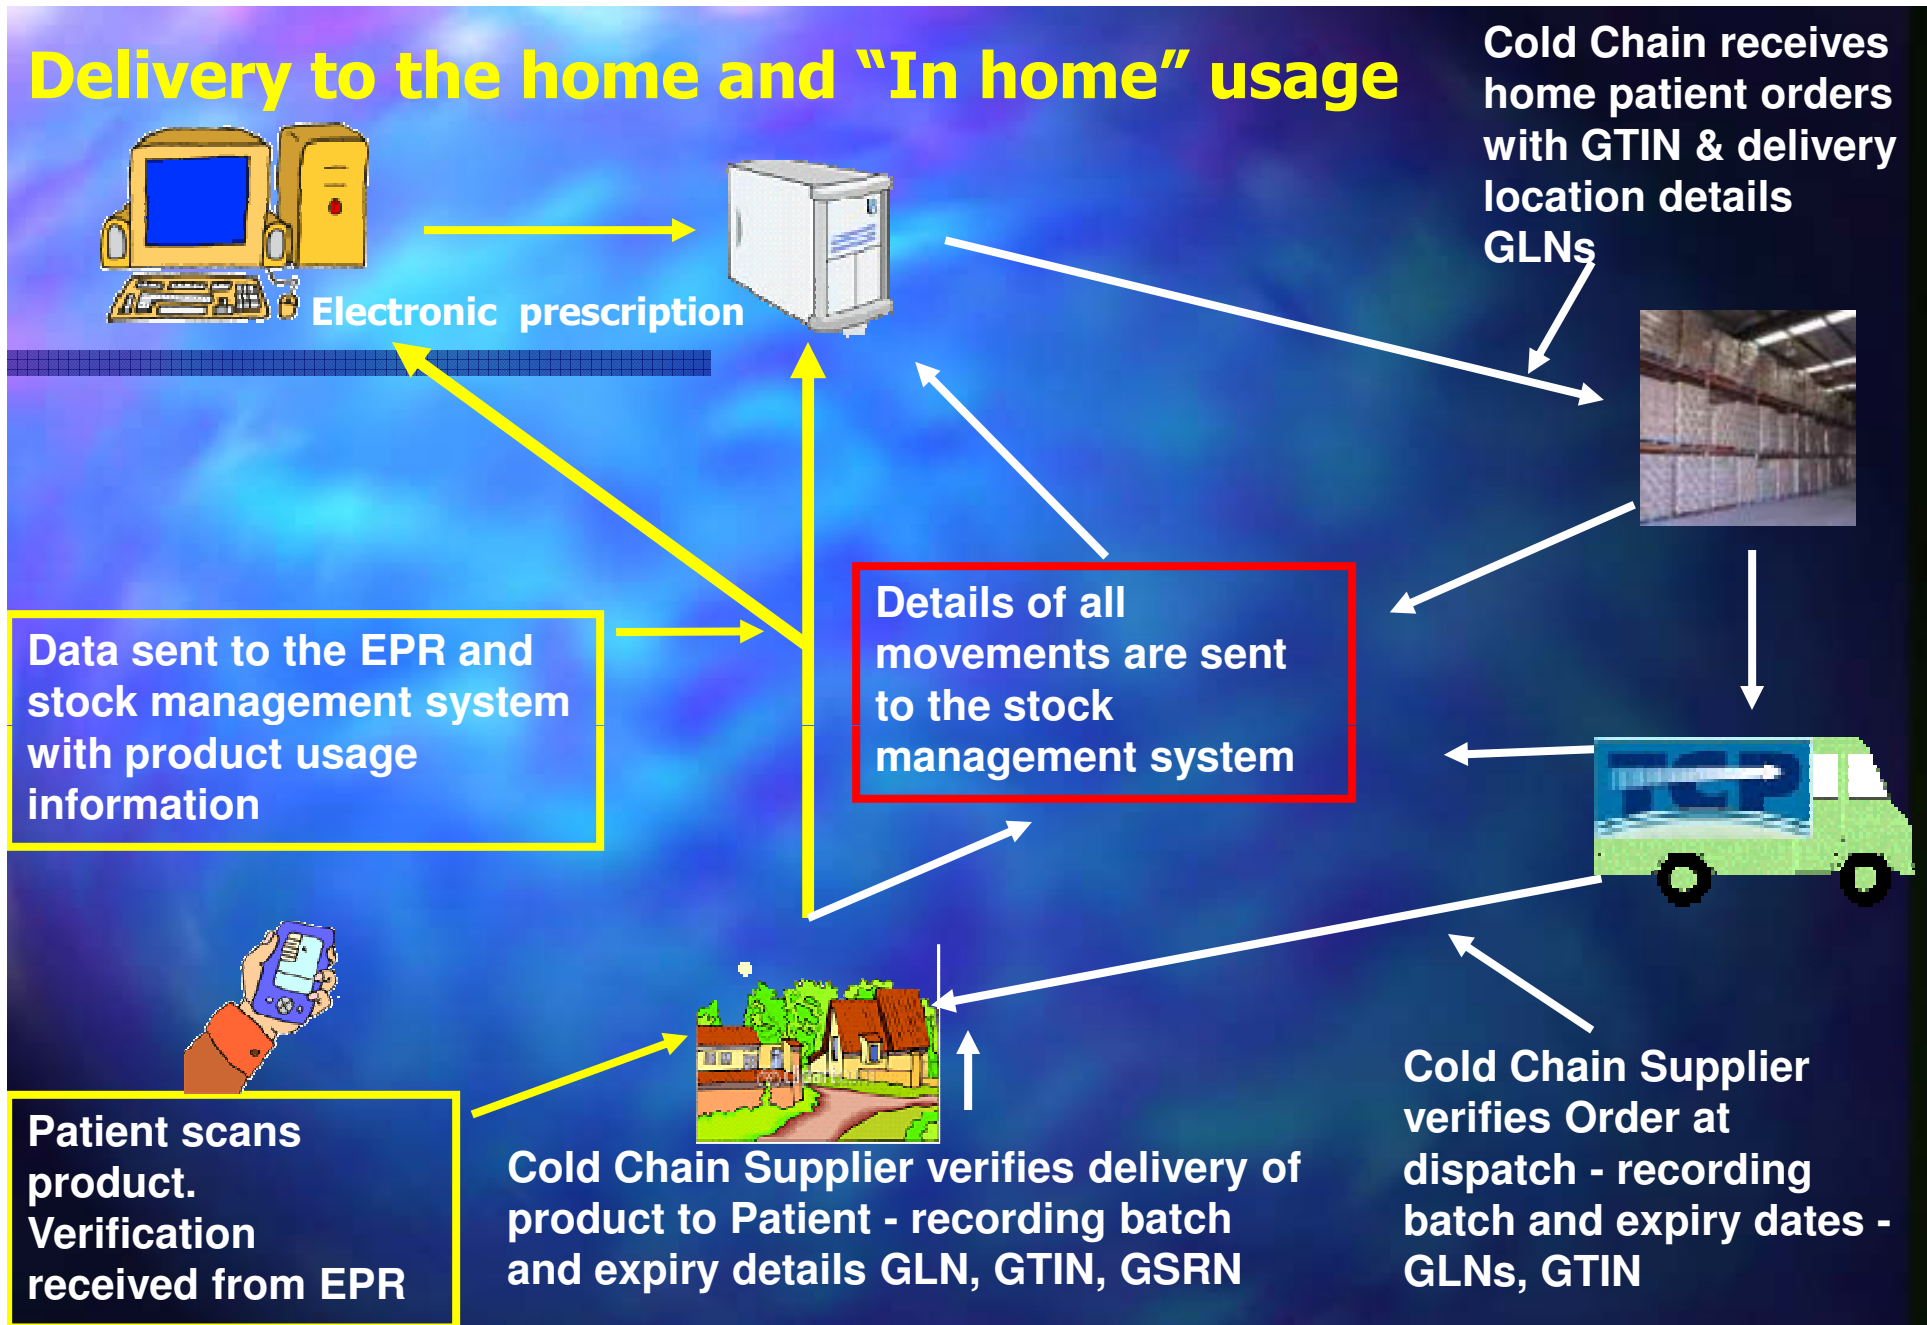 Delivery to the home and “In home” usage
Cold Chain receives
home patient orders
with GTIN & delivery
location details
GLNs
Electronic prescription
Details of all
movements are sent
to the stock
management system
Data sent to the EPR and
stock management system
with product usage
information
TCP
Patient scans
product.
Verification
received from EPR
Cold Chain Supplier verifies delivery of
product to Patient - recording batch
and expiry details GLN, GTIN, GSRN
Cold Chain Supplier
verifies Order at
dispatch - recording
batch and expiry dates -
GLNs, GTIN